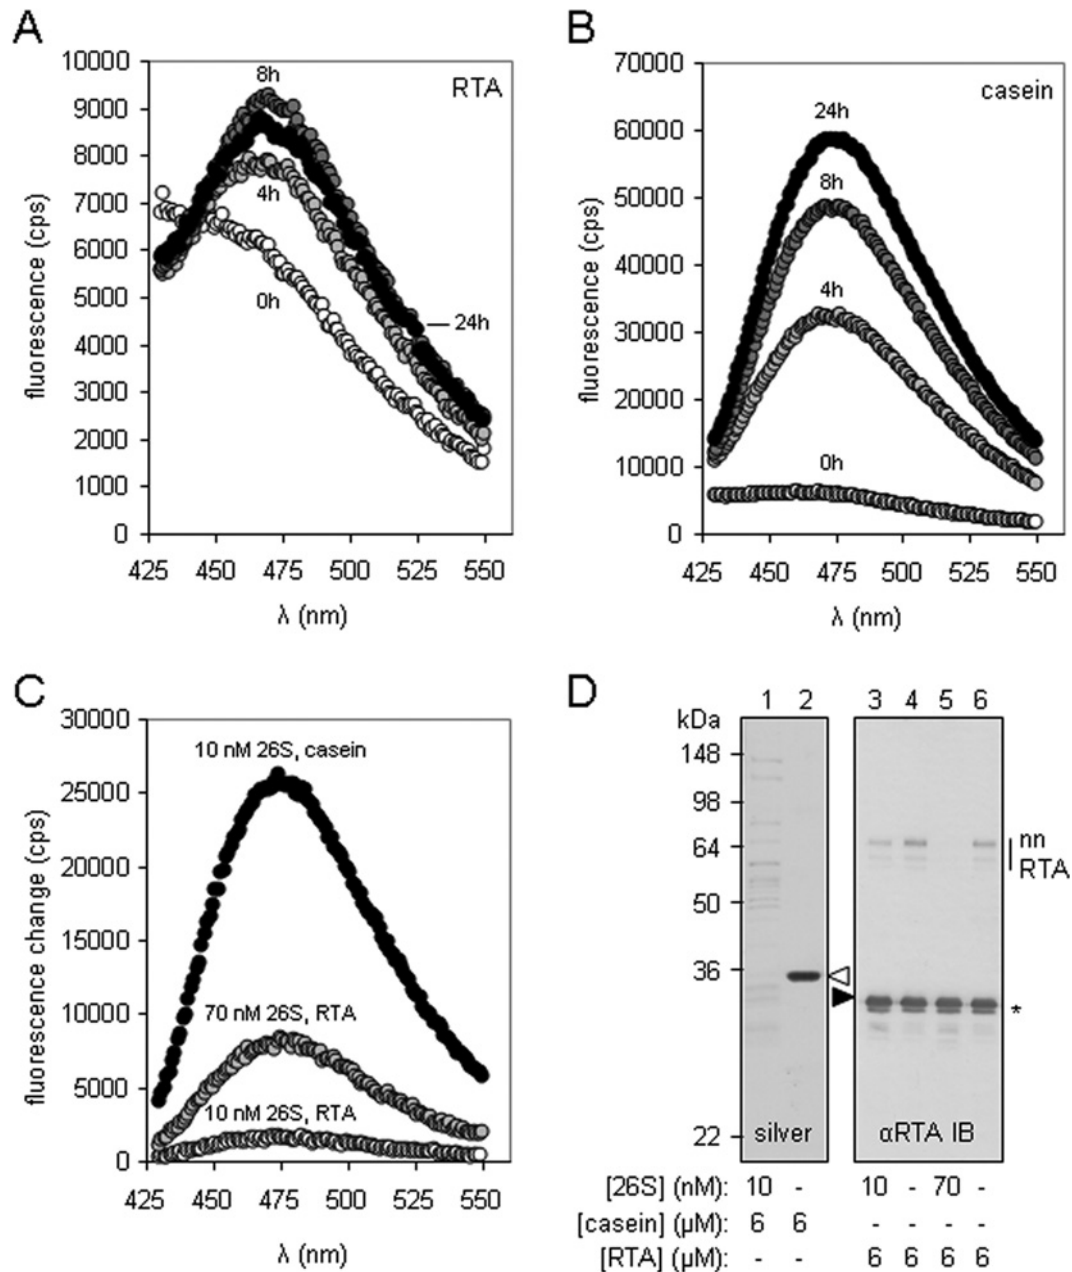 A
10000
9000
8000
7000
6000
5000
4000
3000
2000
1000
0
fluorescence (cps)
8h
RTA
4h
0h
24h
425 450 475 500 525 550
λ (nm)
B
70000
60000
50000
40000
30000
20000
10000
0
fluorescence (cps)
casein
24h
8h
4h
0h
425 450 475 500 525 550
λ (nm)
C
30000
25000
20000
15000
10000
5000
0
fluorescence change (cps)
10 nM 26S, casein
70 nM 26S, RTA
10 nM 26S, RTA
425 450 475 500 525 550
λ (nm)
D
1 2 3 4 5 6
kDa
148
98
64
50
36
22
nn
RTA
*
silver
αRTA IB
[26S] (nM): 10 - 10 - 70 -
[casein] (µM): 6 6 - - - -
[RTA] (µM): - - 6 6 6 6